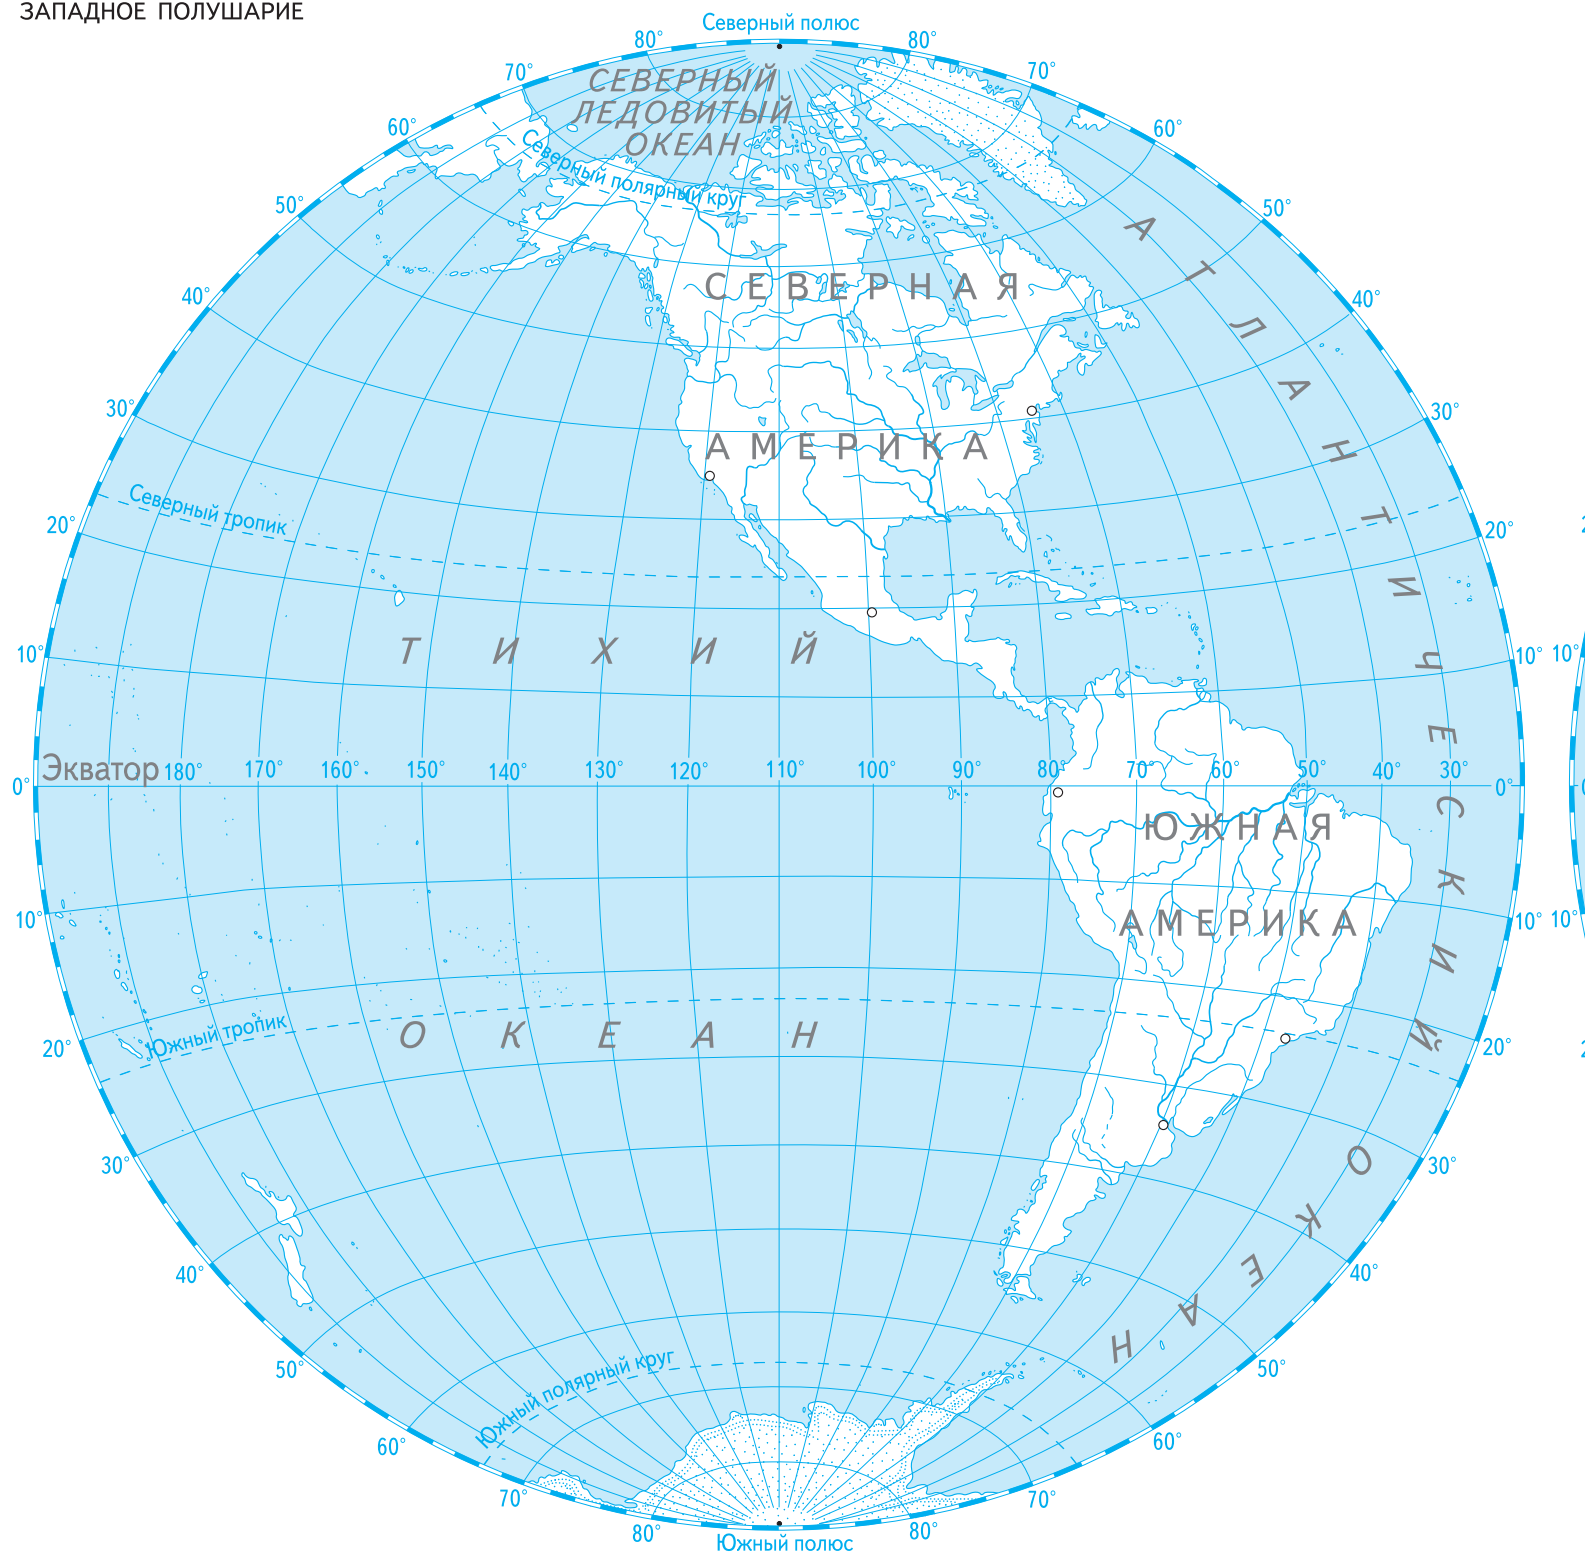 ЗАПАДНОЕ ПОЛУШАРИЕ
Северный полюс
80° 80°
70° 70°
СЕВЕРНЫЙ
ЛЕДОВИТЫЙ
ОКЕАН
60° 60°
Северный полярный круг
50° 50°
СЕВЕРНАЯ
40° 40°
30° 30°
АМЕРИКА
Северный тропик
20° 20°
ТИХИЙ
10° 10° 10°
Экватор 180° 170° 160° 150° 140° 130° 120° 110° 100° 90° 80° 70° 60° 50° 40° 30°
0° 0°
ЮЖНАЯ
АМЕРИКА
10° 10° 10°
АТЛАНТИЧЕСКИЙ
ОКЕАН
Южный тропик
ОКЕАН
20° 20°
30° 30°
40° 40°
50° 50°
Южный полярный круг
60° 60°
70° 70°
80° 80°
Южный полюс